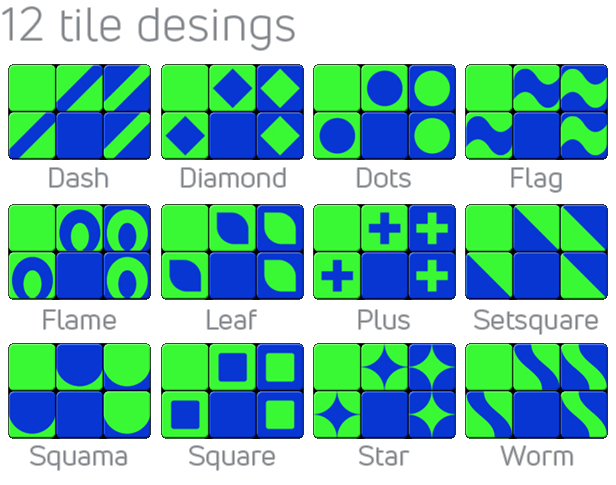 12 tile desings
Dash Diamond Dots Flag
Flame Leaf Plus Setsquare
Squama Square Star Worm